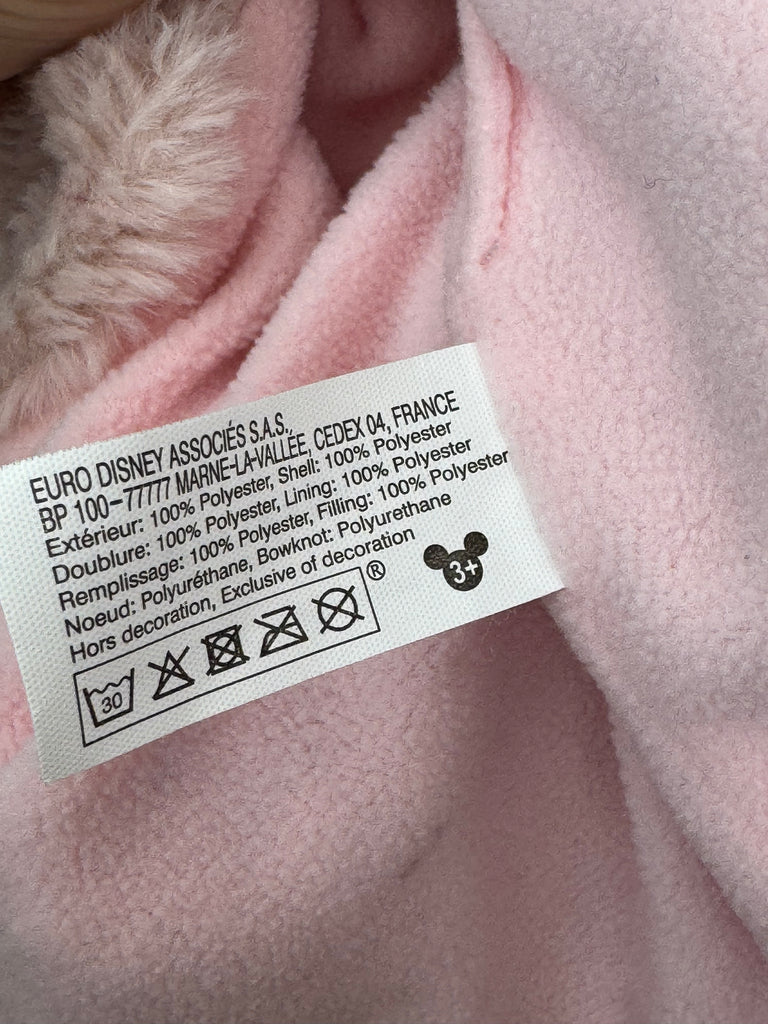 EURO DISNEY ASSOCIÉS S.A.S.,
BP 100-77777 MARNE-LA-VALLÉE, CEDEX 04, FRANCE
Extérieur: 100% Polyester, Shell: 100% Polyester
Doublure: 100% Polyester, Lining: 100% Polyester
Remplissage: 100% Polyester, Filling: 100% Polyester
Noeud: Polyuréthane, Bowknot: Polyurethane
Hors decoration, Exclusive of decoration
®
3+
30